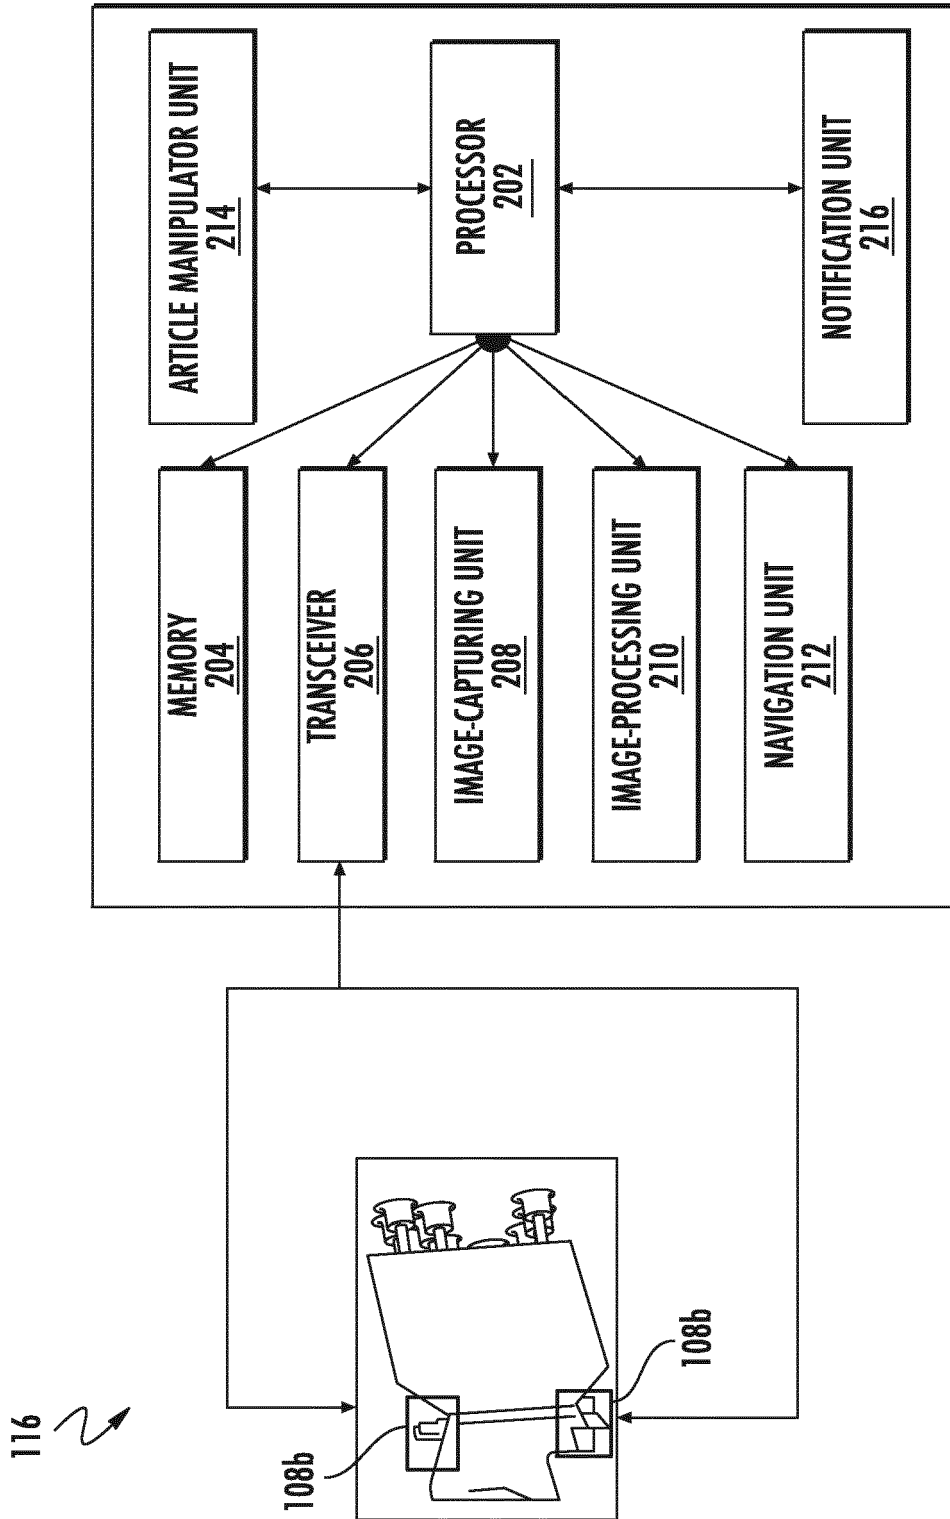 116
108b
108b
MEMORY
204
TRANSCEIVER
206
IMAGE-CAPTURING UNIT
208
IMAGE-PROCESSING UNIT
210
NAVIGATION UNIT
212
ARTICLE MANIPULATOR UNIT
214
PROCESSOR
202
NOTIFICATION UNIT
216